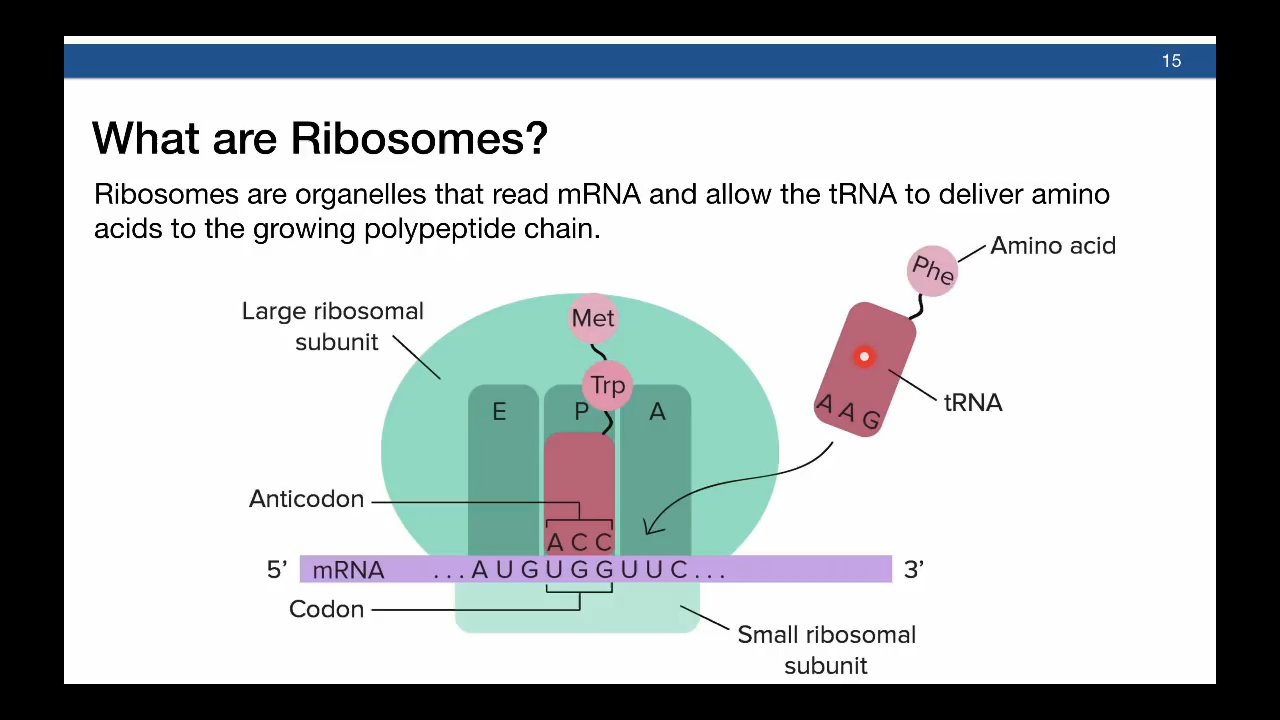 15
What are Ribosomes?
Ribosomes are organelles that read mRNA and allow the tRNA to deliver amino
acids to the growing polypeptide chain.
Amino acid
Phe
Large ribosomal
subunit
Met
Trp
E P A
tRNA
A A G
Anticodon
A C C
5’ mRNA ...A U G U G G U U C... 3’
Codon
Small ribosomal
subunit